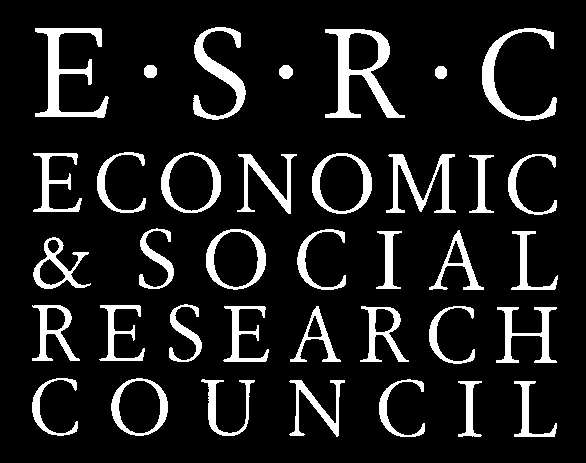 E·S·R·C
ECONOMIC
& SOCIAL
RESEARCH
COUNCIL